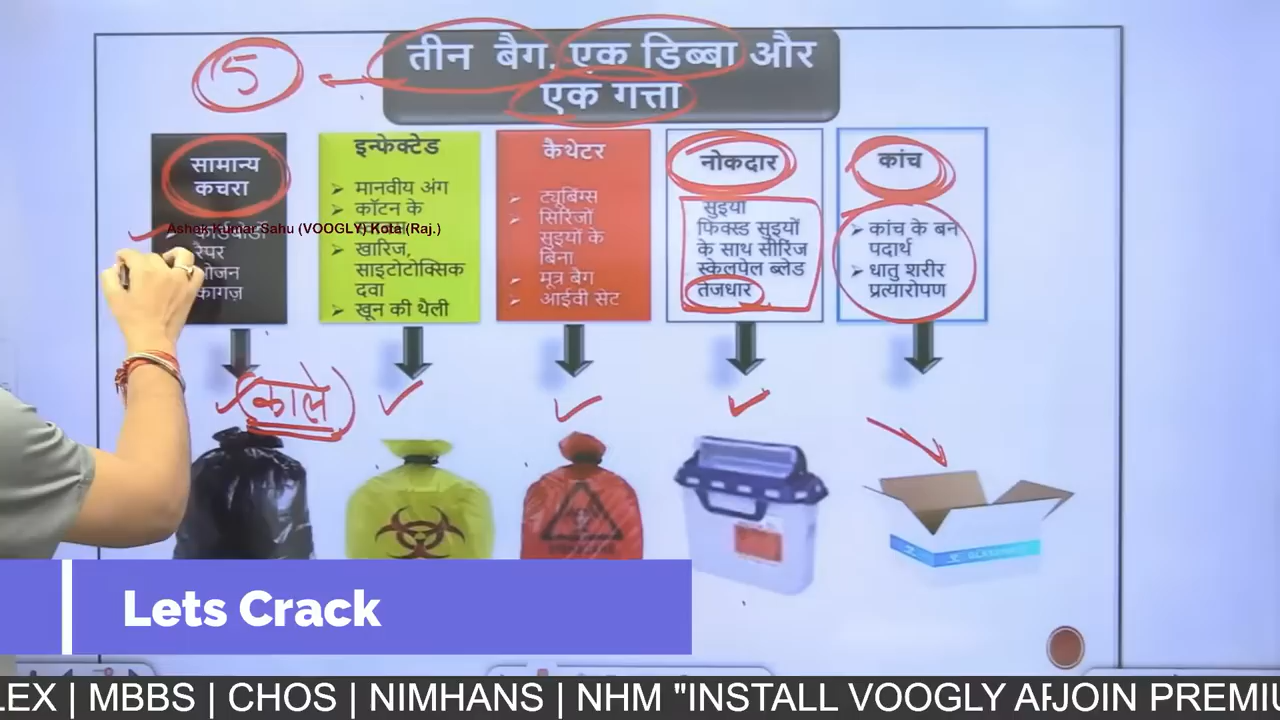 5
तीन बैग, एक डिब्बा और
एक गत्ता
सामान्य
कचरा
Ashok Kumar Sahu (VOOGLY) Kota (Raj.)
रैपर
कागज़
इन्फेक्टेड
मानवीय अंग
कॉटन के
खारिज,
साइटोटोक्सिक
दवा
खून की थैली
कैथेटर
ट्यूबिंग्स
सिरिंजों
सुइयों के
बिना
मूत्र बैग
आईवी सेट
नोकदार
सुइयां
फिक्स्ड सुइयों
के साथ सीरिंज
स्केलपेल ब्लेड
तेजधार
कांच
कांच के बने
पदार्थ
धातु शरीर
प्रत्यारोपण
काले
Lets Crack
LEX | MBBS | CHOS | NIMHANS | NHM "INSTALL VOOGLY
JOIN